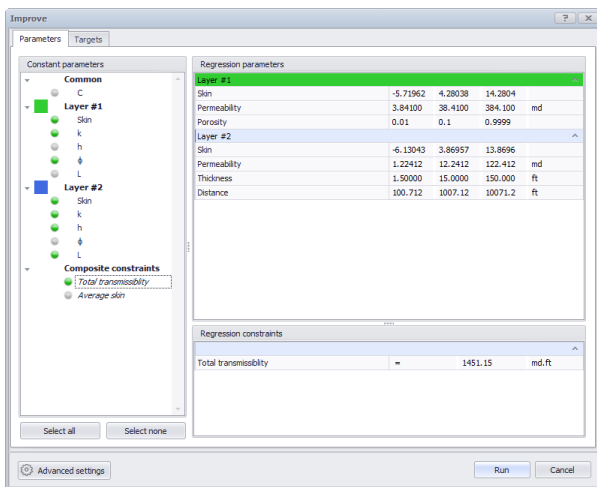 Improve
Parameters Targets
Constant parameters
Common
C
Layer #1
Skin
k
h
ϕ
L
Layer #2
Skin
k
h
ϕ
L
Composite constraints
Total transmissiblity
Average skin
Select all Select none
Regression parameters
Layer #1
Skin -5.71962 4.28038 14.2804
Permeability 3.84100 38.4100 384.100 md
Porosity 0.01 0.1 0.9999
Layer #2
Skin -6.13043 3.86957 13.8696
Permeability 1.22412 12.2412 122.412 md
Thickness 1.50000 15.0000 150.000 ft
Distance 100.712 1007.12 10071.2 ft
Regression constraints
Total transmissiblity = 1451.15 md.ft
Advanced settings Run Cancel